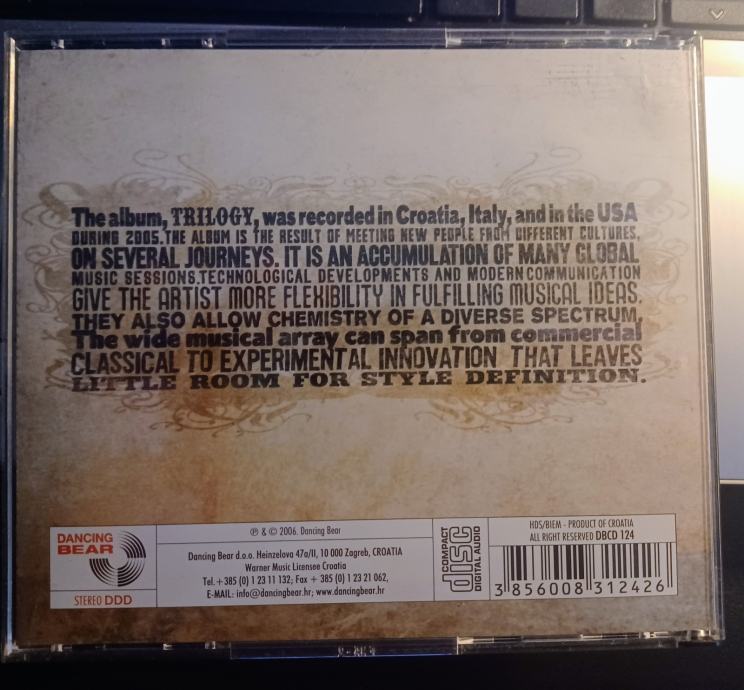 The album, TRILOGY, was recorded in Croatia, Italy, and in the USA
DURING 2005. THE ALBUM IS THE RESULT OF MEETING NEW PEOPLE FROM DIFFERENT CULTURES,
ON SEVERAL JOURNEYS. IT IS AN ACCUMULATION OF MANY GLOBAL
MUSIC SESSIONS. TECHNOLOGICAL DEVELOPMENTS AND MODERN COMMUNICATION
GIVE THE ARTIST MORE FLEXIBILITY IN FULFILLING MUSICAL IDEAS.
THEY ALSO ALLOW CHEMISTRY OF A DIVERSE SPECTRUM.
The wide musical array can span from commercial
CLASSICAL TO EXPERIMENTAL INNOVATION THAT LEAVES
LITTLE ROOM FOR STYLE DEFINITION.
DANCING
BEAR
STEREO DDD
℗ & © 2006. Dancing Bear
Dancing Bear d.o.o. Heinzelova 47a/II, 10 000 Zagreb, CROATIA
Warner Music Licensee Croatia
Tel. +385 (0) 1 23 11 132; Fax + 385 (0) 1 23 21 062,
E-MAIL: info@dancingbear.hr; www.dancingbear.hr
COMPACT
disc
DIGITAL AUDIO
HDS/BIEM - PRODUCT OF CROATIA
ALL RIGHT RESERVED DBCD 124
3 856008 312426